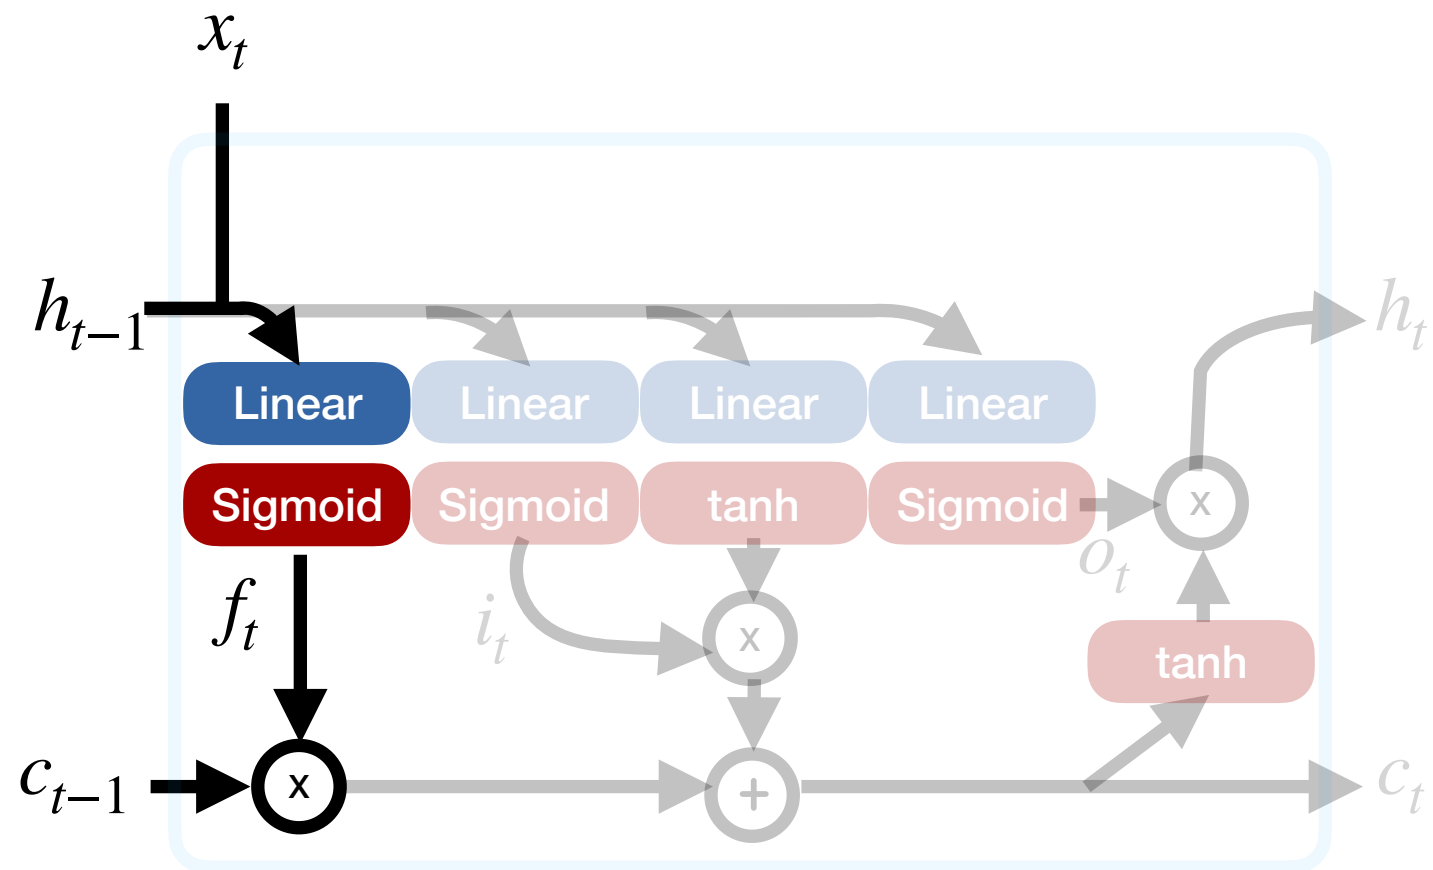 x_t
h_{t-1}
h_t
Linear Linear Linear Linear
Sigmoid Sigmoid tanh Sigmoid
x
o_t
f_t
i_t
x
tanh
c_{t-1}
x
+
c_t